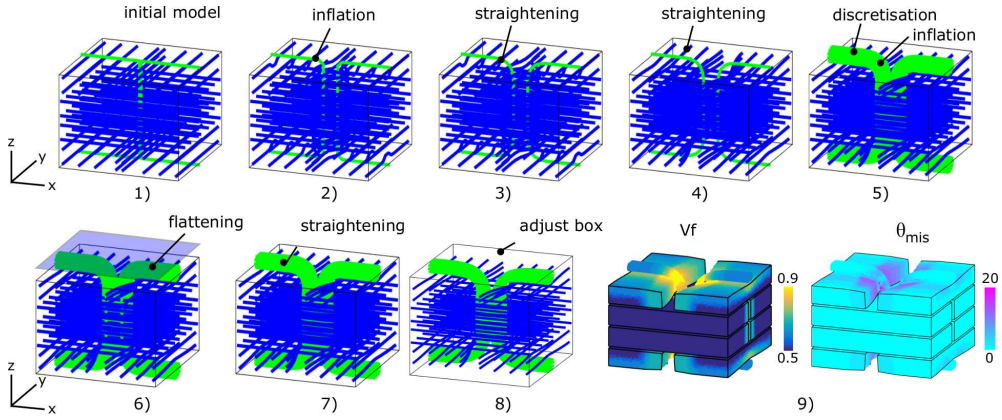 initial model
inflation
straightening
straightening
discretisation
inflation
z
y
x
1)
2)
3)
4)
5)
flattening
straightening
adjust box
Vf
θmis
0.9
0.5
20
0
z
y
x
6)
7)
8)
9)